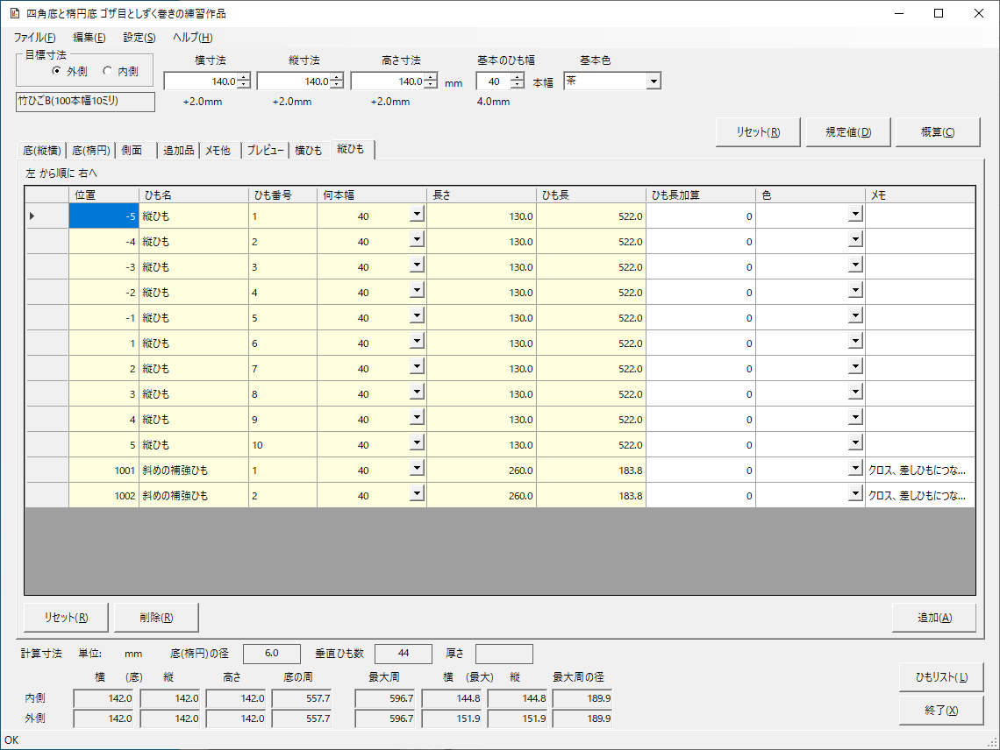 四角底と楕円底 ゴザ目としずく巻きの練習作品
ファイル(F) 編集(E) 設定(S) ヘルプ(H)
目標寸法 横寸法 縦寸法 高さ寸法 基本のひも幅 基本色
外側 内側 140.0 140.0 140.0 mm 40 本幅 茶
竹ひごB(100本幅10ミリ) +2.0mm +2.0mm +2.0mm 4.0mm
リセット(R) 規定値(D) 概算(C)
底(縦横) 底(楕円) 側面 追加品 メモ他 プレビュー 横ひも 縦ひも
左 から順に 右へ
位置 ひも名 ひも番号 何本幅 長さ ひも長 ひも長加算 色 メモ
-5 縦ひも 1 40 130.0 522.0 0
-4 縦ひも 2 40 130.0 522.0 0
-3 縦ひも 3 40 130.0 522.0 0
-2 縦ひも 4 40 130.0 522.0 0
-1 縦ひも 5 40 130.0 522.0 0
1 縦ひも 6 40 130.0 522.0 0
2 縦ひも 7 40 130.0 522.0 0
3 縦ひも 8 40 130.0 522.0 0
4 縦ひも 9 40 130.0 522.0 0
5 縦ひも 10 40 130.0 522.0 0
1001 斜めの補強ひも 1 40 260.0 183.8 0 クロス、差しひもにつな...
1002 斜めの補強ひも 2 40 260.0 183.8 0 クロス、差しひもにつな...
リセット(R) 削除(R) 追加(A)
計算寸法 単位: mm 底(楕円)の径 6.0 垂直ひも数 44 厚さ
横 (底) 縦 高さ 底の周 最大周 横 (最大) 縦 最大周の径 ひもリスト(L)
内側 142.0 142.0 142.0 557.7 596.7 144.8 144.8 189.9
外側 142.0 142.0 142.0 557.7 596.7 151.9 151.9 189.9 終了(X)
OK